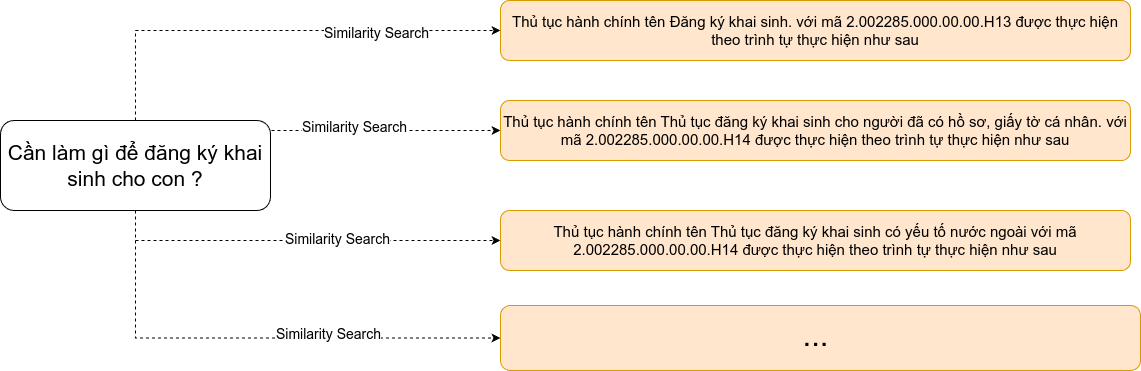 Similarity Search
Thủ tục hành chính tên Đăng ký khai sinh. với mã 2.002285.000.00.00.H13 được thực hiện
theo trình tự thực hiện như sau
Cần làm gì để đăng ký khai
sinh cho con ?
Similarity Search
Thủ tục hành chính tên Thủ tục đăng ký khai sinh cho người đã có hồ sơ, giấy tờ cá nhân. với
mã 2.002285.000.00.00.H14 được thực hiện theo trình tự thực hiện như sau
Similarity Search
Thủ tục hành chính tên Thủ tục đăng ký khai sinh có yếu tố nước ngoài với mã
2.002285.000.00.00.H14 được thực hiện theo trình tự thực hiện như sau
Similarity Search
...